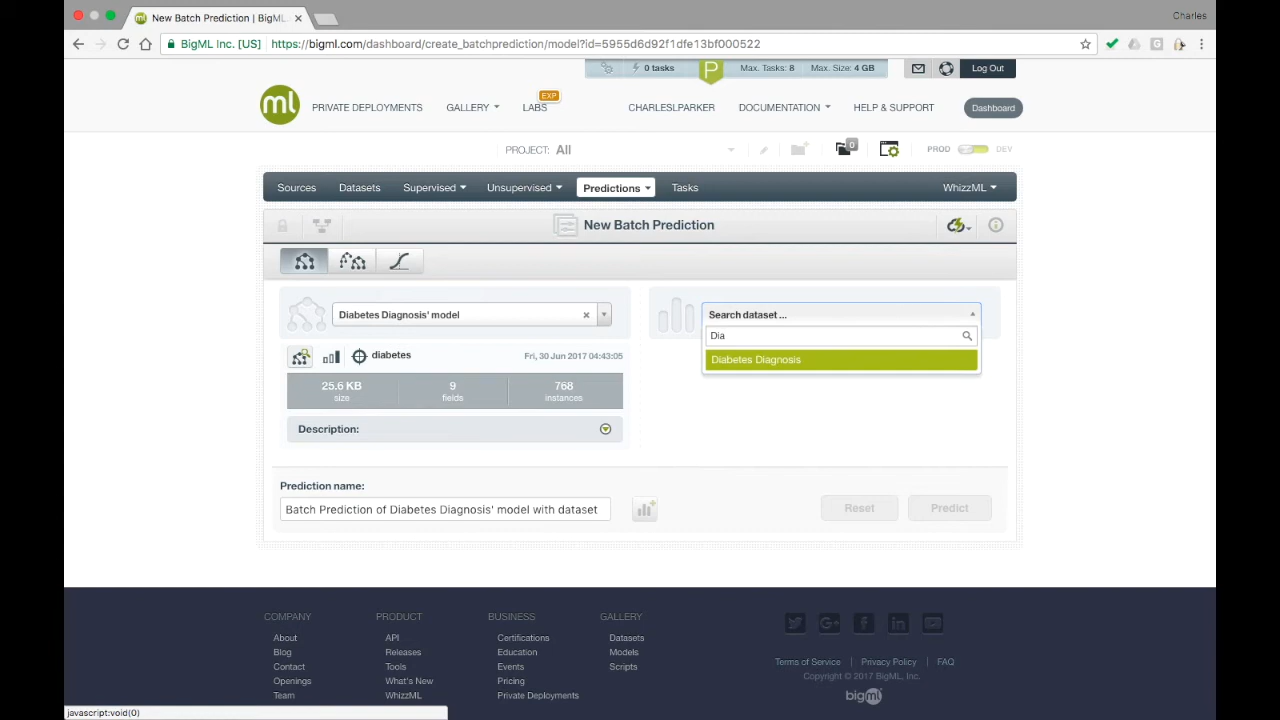 New Batch Prediction | BigML.
Charles
BigML Inc. [US] https://bigml.com/dashboard/create_batchprediction/model?id=5955d6d92f1dfe13bf000522
0 tasks P Max. Tasks: 8 Max. Size: 4 GB Log Out
ml PRIVATE DEPLOYMENTS GALLERY LABS EXP CHARLESLPARKER DOCUMENTATION HELP & SUPPORT Dashboard
PROJECT: All 0 PROD DEV
Sources Datasets Supervised Unsupervised Predictions Tasks WhizzML
New Batch Prediction
Diabetes Diagnosis' model Search dataset ...
Dia
diabetes Fri, 30 Jun 2017 04:43:05 Diabetes Diagnosis
25.6 KB 9 768
size fields instances
Description:
Prediction name:
Batch Prediction of Diabetes Diagnosis' model with dataset Reset Predict
COMPANY PRODUCT BUSINESS GALLERY
About API Certifications Datasets
Blog Releases Education Models
Contact Tools Events Scripts Terms of Service Privacy Policy FAQ
Openings What's New Pricing Copyright © 2017 BigML, Inc.
Team WhizzML Private Deployments bigml
javascript:void(0)